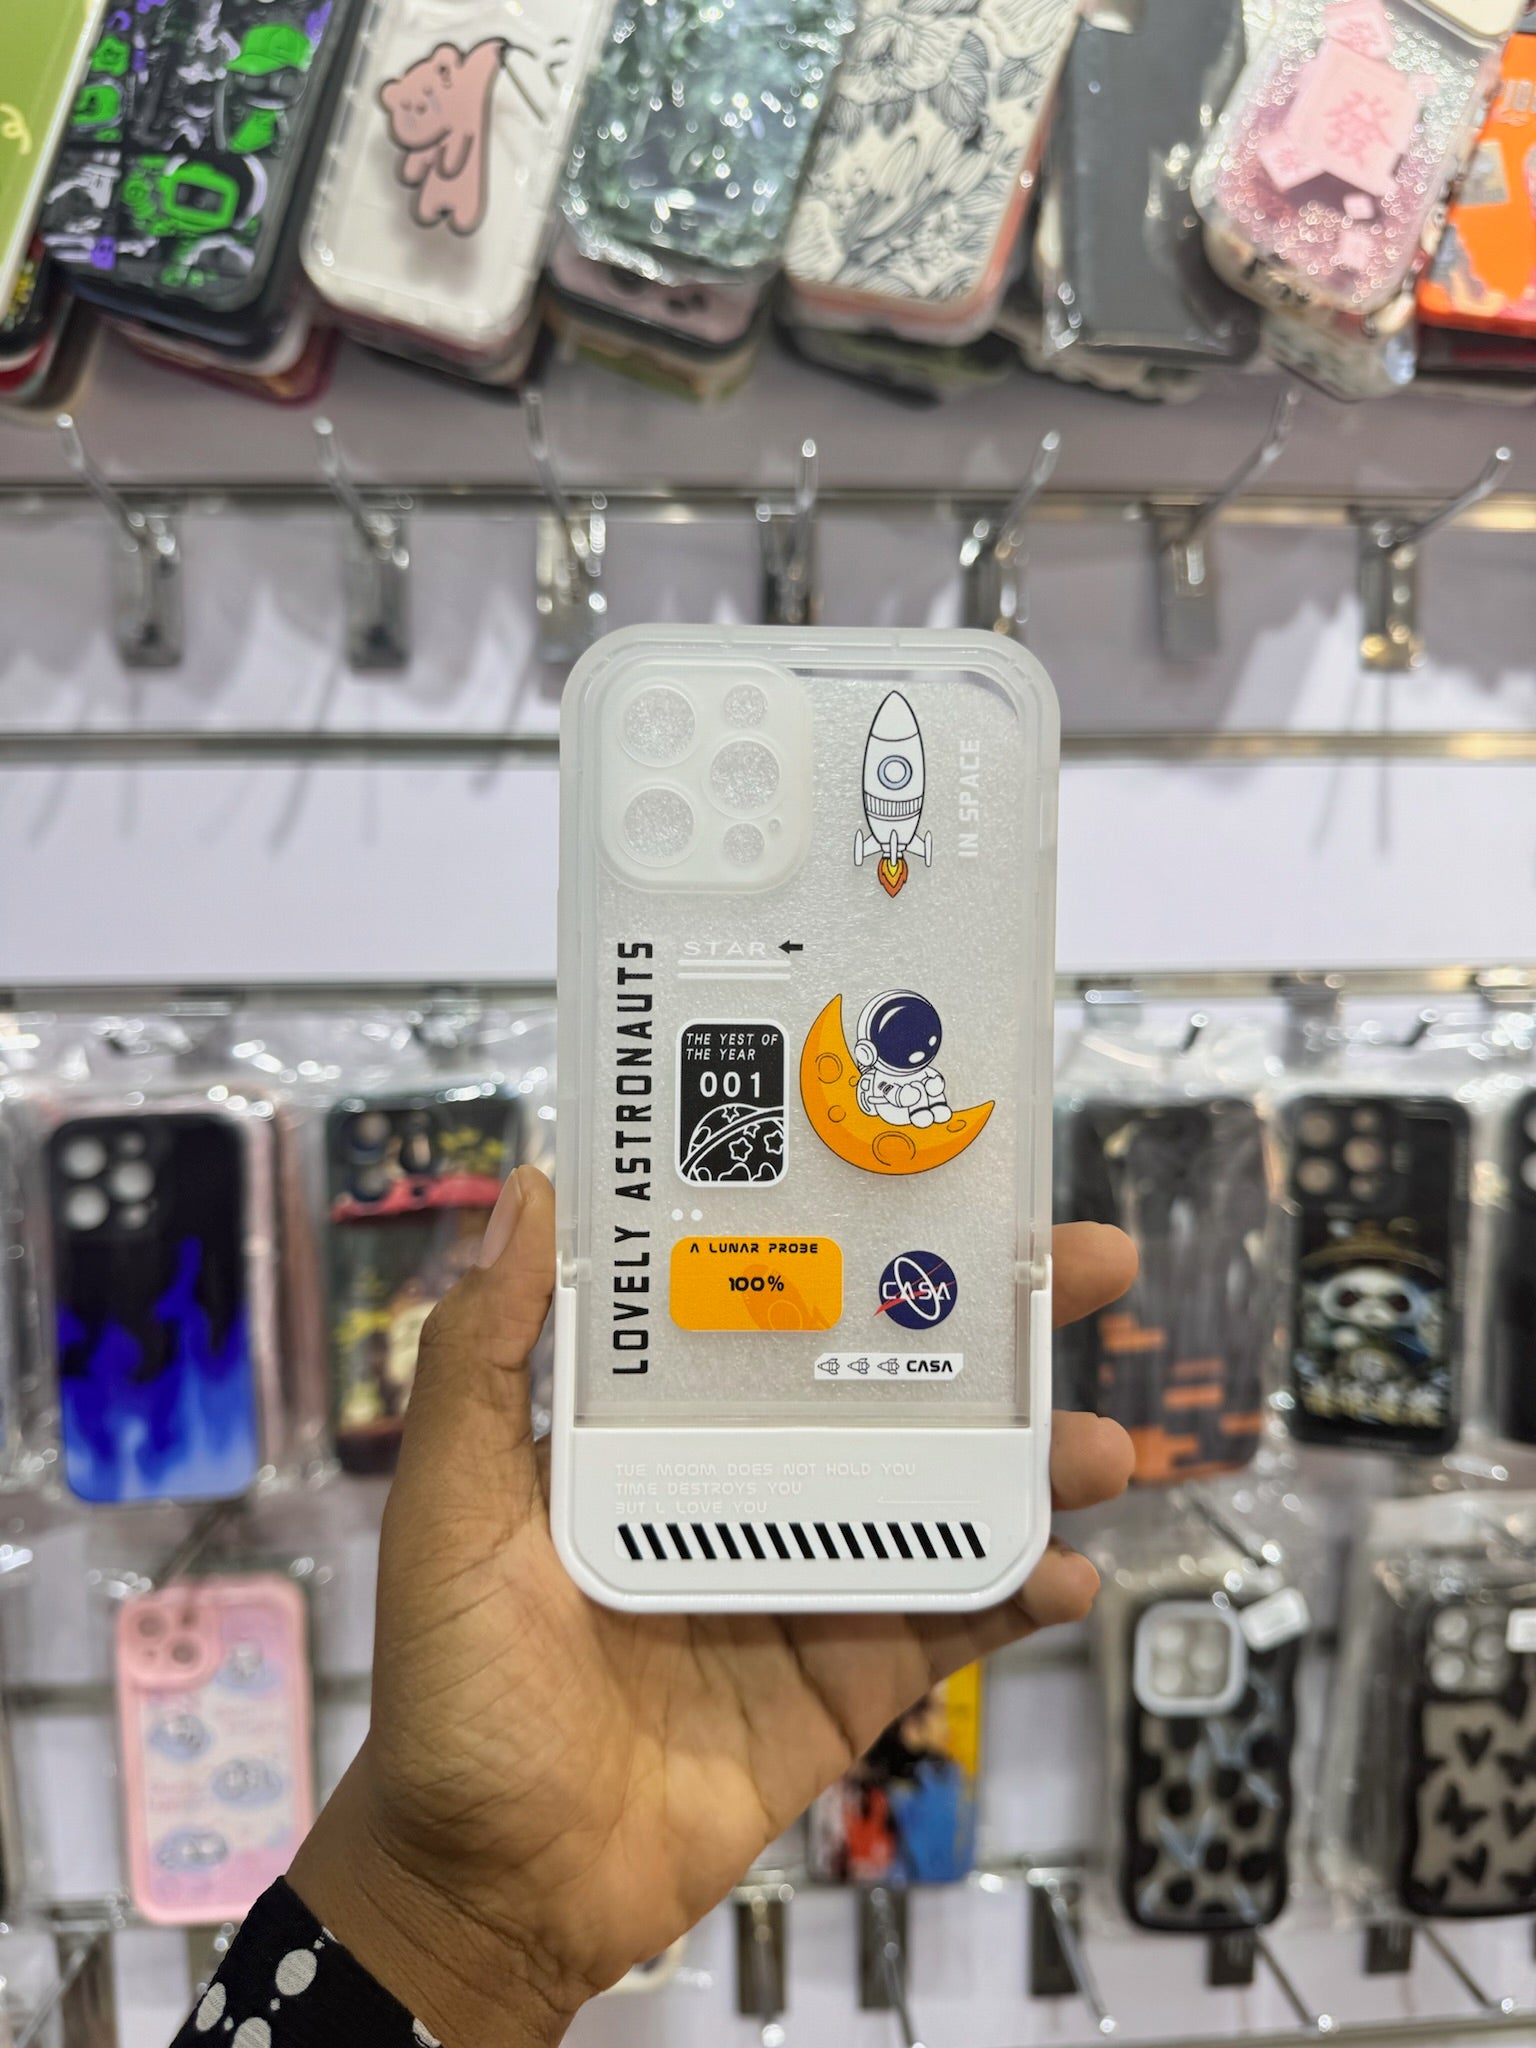 發
IN SPACE
STAR
LOVELY ASTRONAUTS
THE YEST OF
THE YEAR
001
A LUNAR PROBE
100%
CASA
CASA
TUE MOOM DOES NOT HOLD YOU
TIME DESTROYS YOU
BUT L LOVE YOU